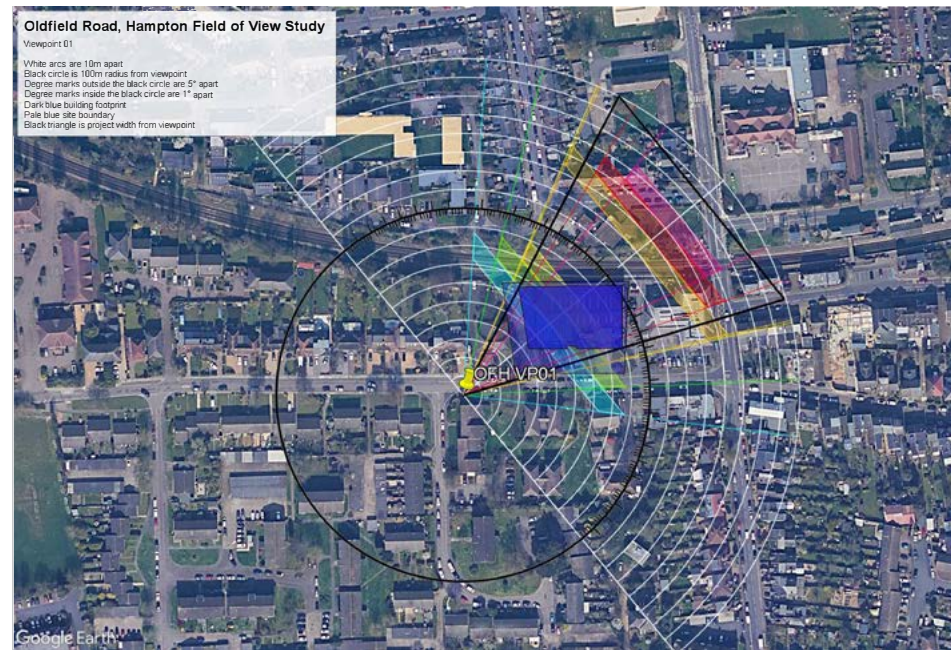 Oldfield Road, Hampton Field of View Study
Viewpoint 01
White arcs are 10m apart
Black circle is 100m radius from viewpoint
Degree marks outside the black circle are 5° apart
Degree marks inside the black circle are 1° apart
Dark blue building footprint
Pale blue site boundary
Black triangle is project width from viewpoint
OFH VP01
Google Earth